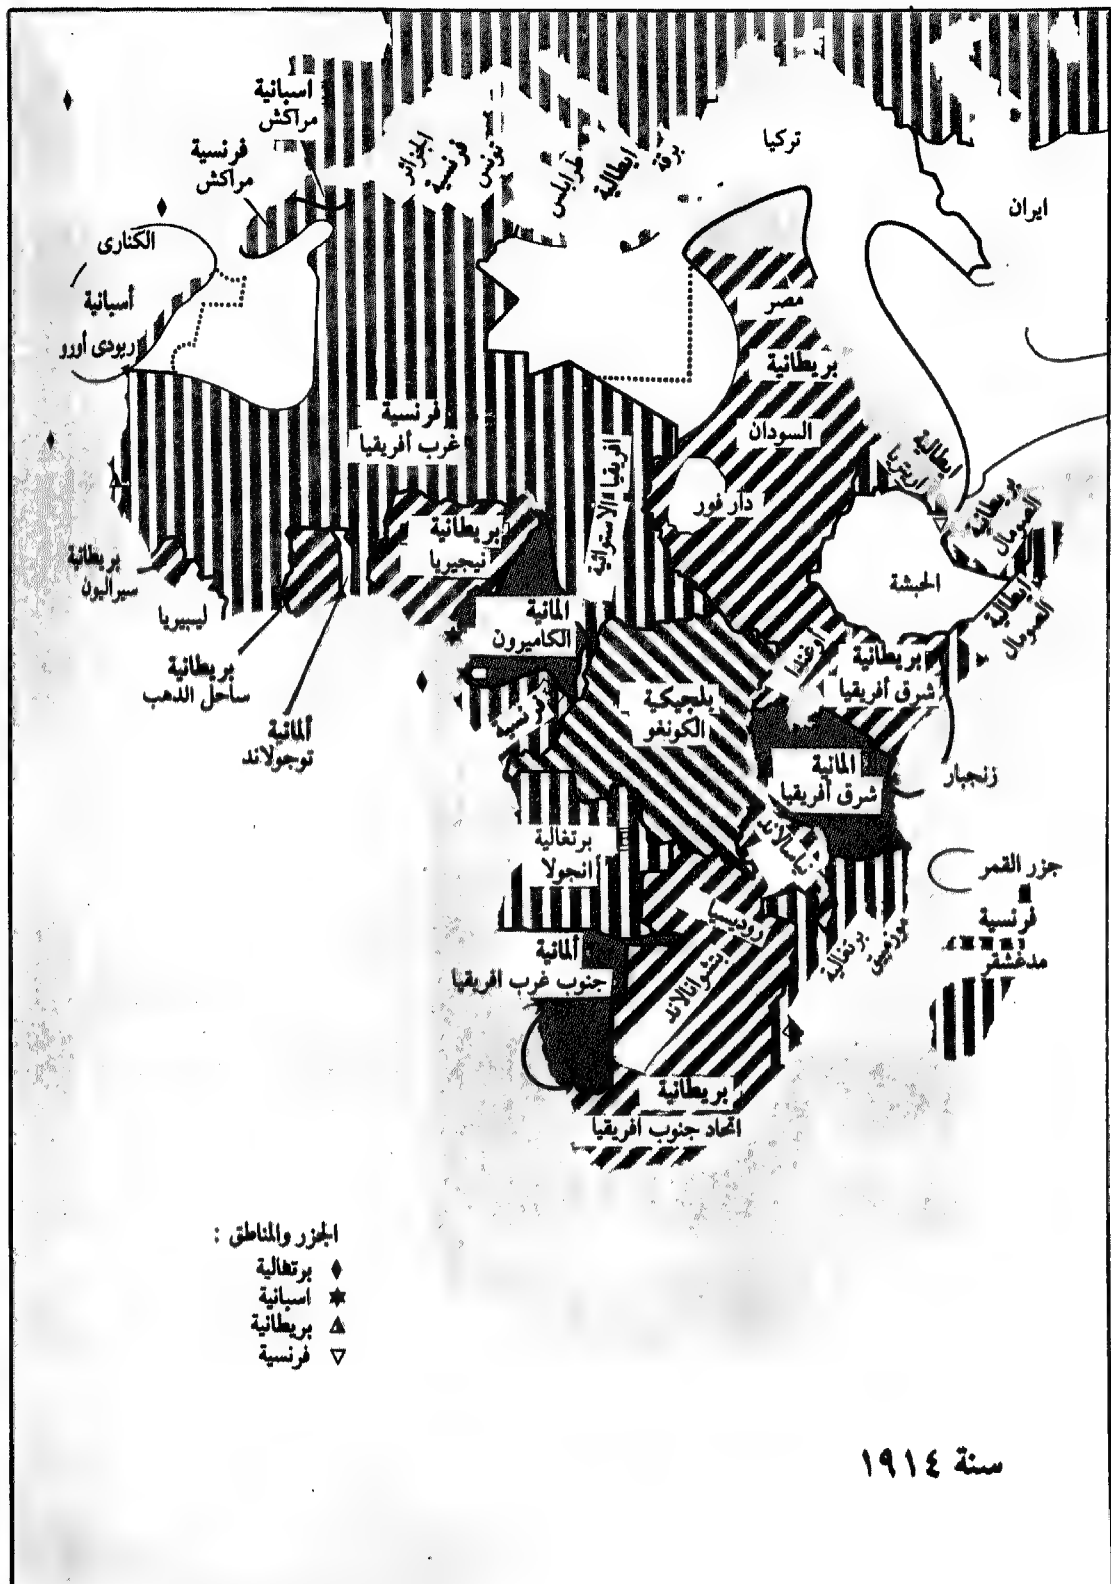 اسبانية
مراكش
فرنسية
مراكش
الجزائر
فرنسية
تونس
طرابلس
ايطالية
برقة
تركيا
ايران
الكنارى
أسبانية
ريودى أورو
مصر
بريطانية
السودان
فرنسية
غرب أفريقيا
افريقيا الاستوائية
دار فور
ايطالية
اريتريا
بريطانية
الصومال
بريطانية
نيجيريا
الحبشة
ايطالية
الصومال
بريطانية
سيراليون
ليبيريا
المانية
الكاميرون
أوغندا
بريطانية
شرق أفريقيا
بريطانية
ساحل الذهب
ألمانية
توجولاند
فرنسية
بلجيكية
الكونغو
المانية
شرق أفريقيا
زنجبار
برتغالية
أنجولا
نياسالاند
جزر القمر
فرنسية
مدغشقر
روديسيا
برتغالية
موزمبيق
ألمانية
جنوب غرب افريقيا
بتشوانالاند
بريطانية
اتحاد جنوب أفريقيا
الجزر والمناطق :
برتغالية
اسبانية
بريطانية
فرنسية
سنة ١٩١٤